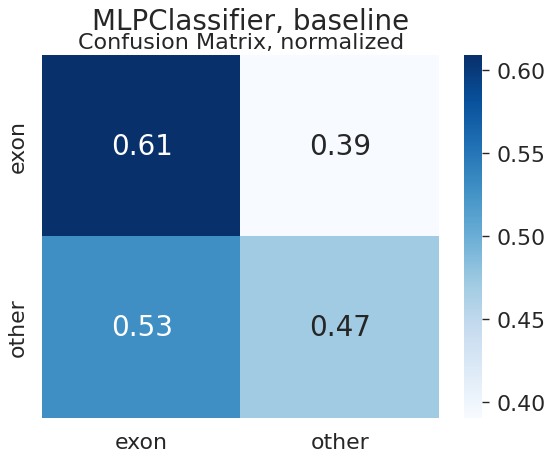 MLPClassifier, baseline
Confusion Matrix, normalized
exon
0.61
0.39
other
0.53
0.47
exon
other
0.60
0.55
0.50
0.45
0.40